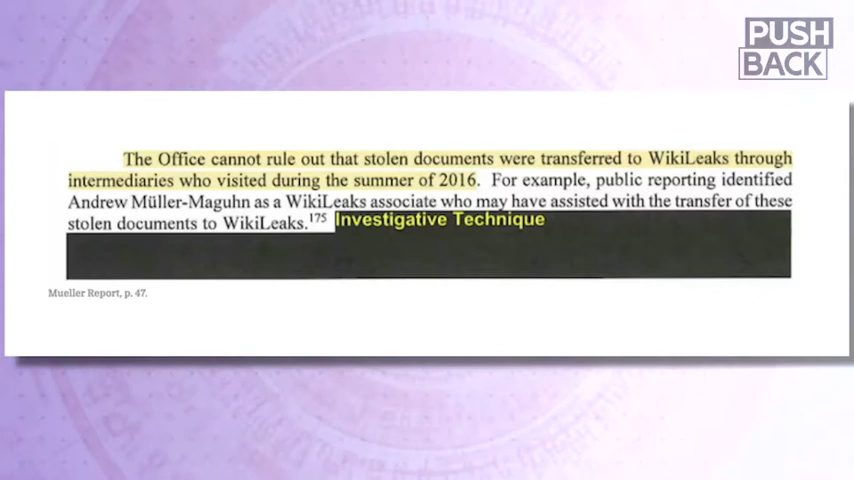 PUSH
BACK
The Office cannot rule out that stolen documents were transferred to WikiLeaks through
intermediaries who visited during the summer of 2016. For example, public reporting identified
Andrew Müller-Maguhn as a WikiLeaks associate who may have assisted with the transfer of these
stolen documents to WikiLeaks.175 Investigative Technique
Mueller Report, p. 47.